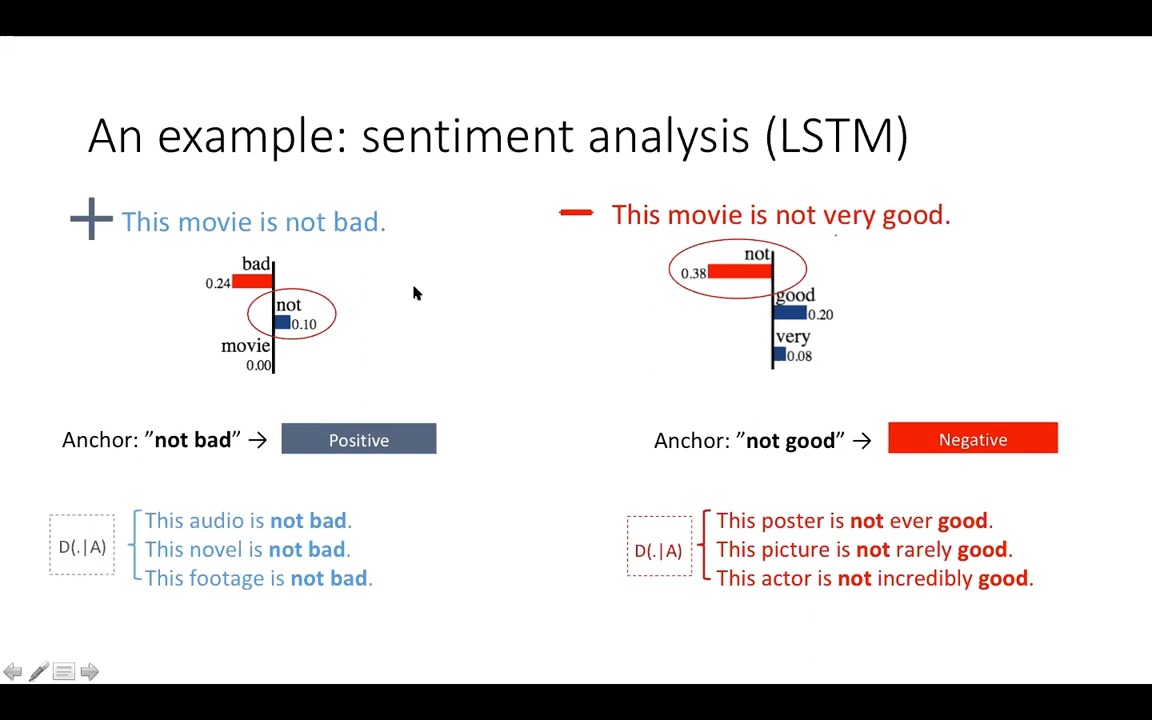 An example: sentiment analysis (LSTM)
+ This movie is not bad.
bad
0.24
not
0.10
movie
0.00
Anchor: ”not bad” → Positive
D(.|A)
This audio is not bad.
This novel is not bad.
This footage is not bad.
− This movie is not very good.
not
0.38
good
0.20
very
0.08
Anchor: ”not good” → Negative
D(.|A)
This poster is not ever good.
This picture is not rarely good.
This actor is not incredibly good.